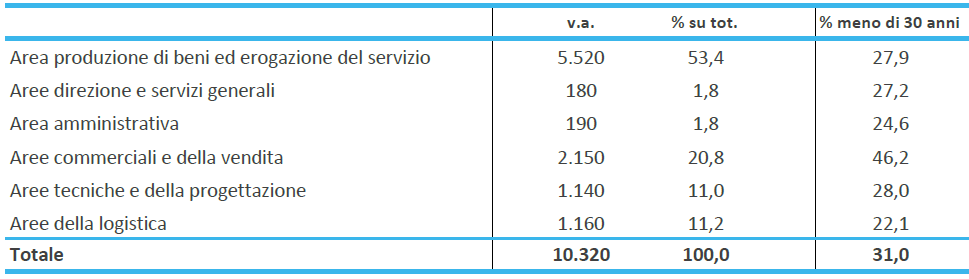 v.a. % su tot. % meno di 30 anni
Area produzione di beni ed erogazione del servizio 5.520 53,4 27,9
Aree direzione e servizi generali 180 1,8 27,2
Area amministrativa 190 1,8 24,6
Aree commerciali e della vendita 2.150 20,8 46,2
Aree tecniche e della progettazione 1.140 11,0 28,0
Aree della logistica 1.160 11,2 22,1
Totale 10.320 100,0 31,0